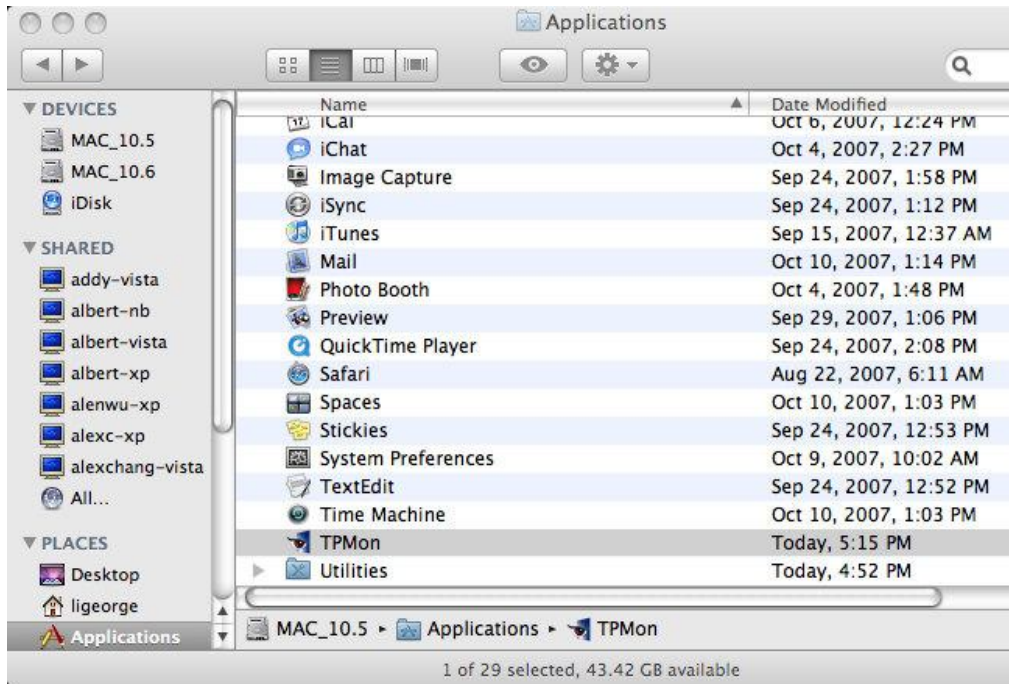 Applications
DEVICES
MAC_10.5
MAC_10.6
iDisk
SHARED
addy-vista
albert-nb
albert-vista
albert-xp
alenwu-xp
alexc-xp
alexchang-vista
All...
PLACES
Desktop
ligeorge
Applications
Name Date Modified
iCal Oct 6, 2007, 12:24 PM
iChat Oct 4, 2007, 2:27 PM
Image Capture Sep 24, 2007, 1:58 PM
iSync Sep 24, 2007, 1:12 PM
iTunes Sep 15, 2007, 12:37 AM
Mail Oct 10, 2007, 1:14 PM
Photo Booth Oct 4, 2007, 1:48 PM
Preview Sep 29, 2007, 1:06 PM
QuickTime Player Sep 24, 2007, 2:08 PM
Safari Aug 22, 2007, 6:11 AM
Spaces Oct 10, 2007, 1:03 PM
Stickies Sep 24, 2007, 12:53 PM
System Preferences Oct 9, 2007, 10:02 AM
TextEdit Sep 24, 2007, 12:52 PM
Time Machine Oct 10, 2007, 1:03 PM
TPMon Today, 5:15 PM
Utilities Today, 4:52 PM
MAC_10.5 ▸ Applications ▸ TPMon
1 of 29 selected, 43.42 GB available